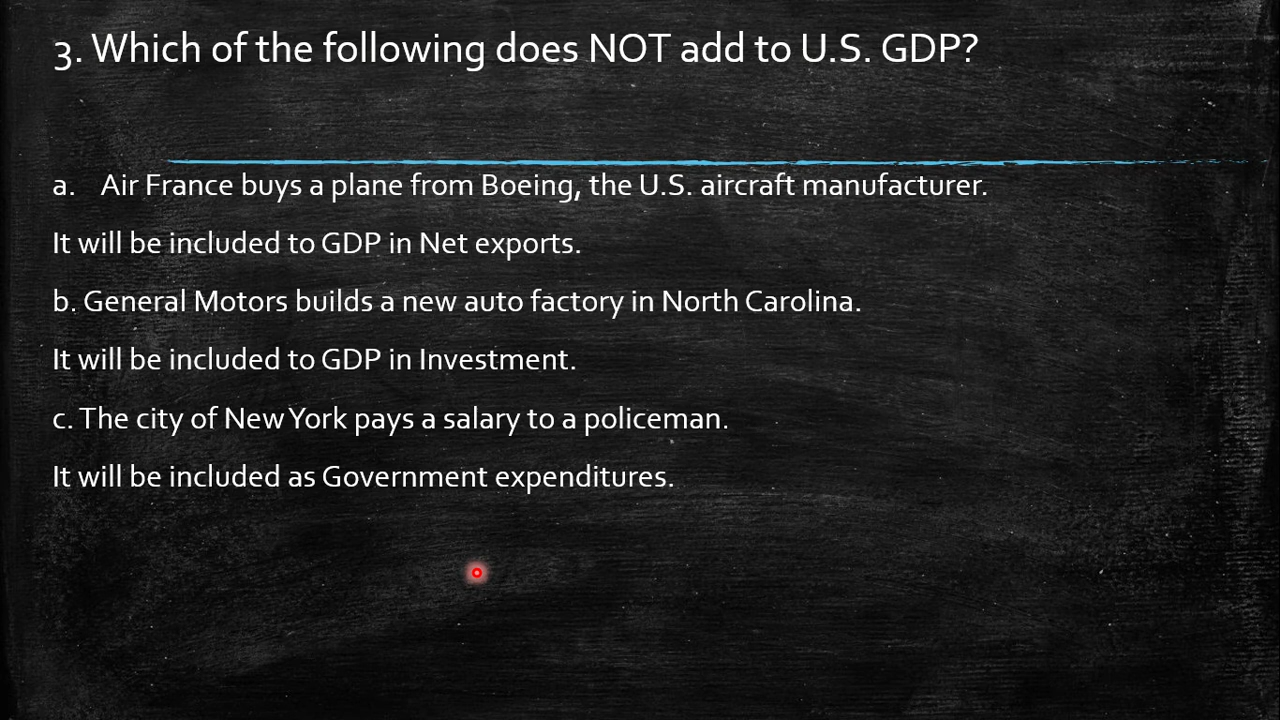 3. Which of the following does NOT add to U.S. GDP?
a. Air France buys a plane from Boeing, the U.S. aircraft manufacturer.
It will be included to GDP in Net exports.
b. General Motors builds a new auto factory in North Carolina.
It will be included to GDP in Investment.
c. The city of New York pays a salary to a policeman.
It will be included as Government expenditures.